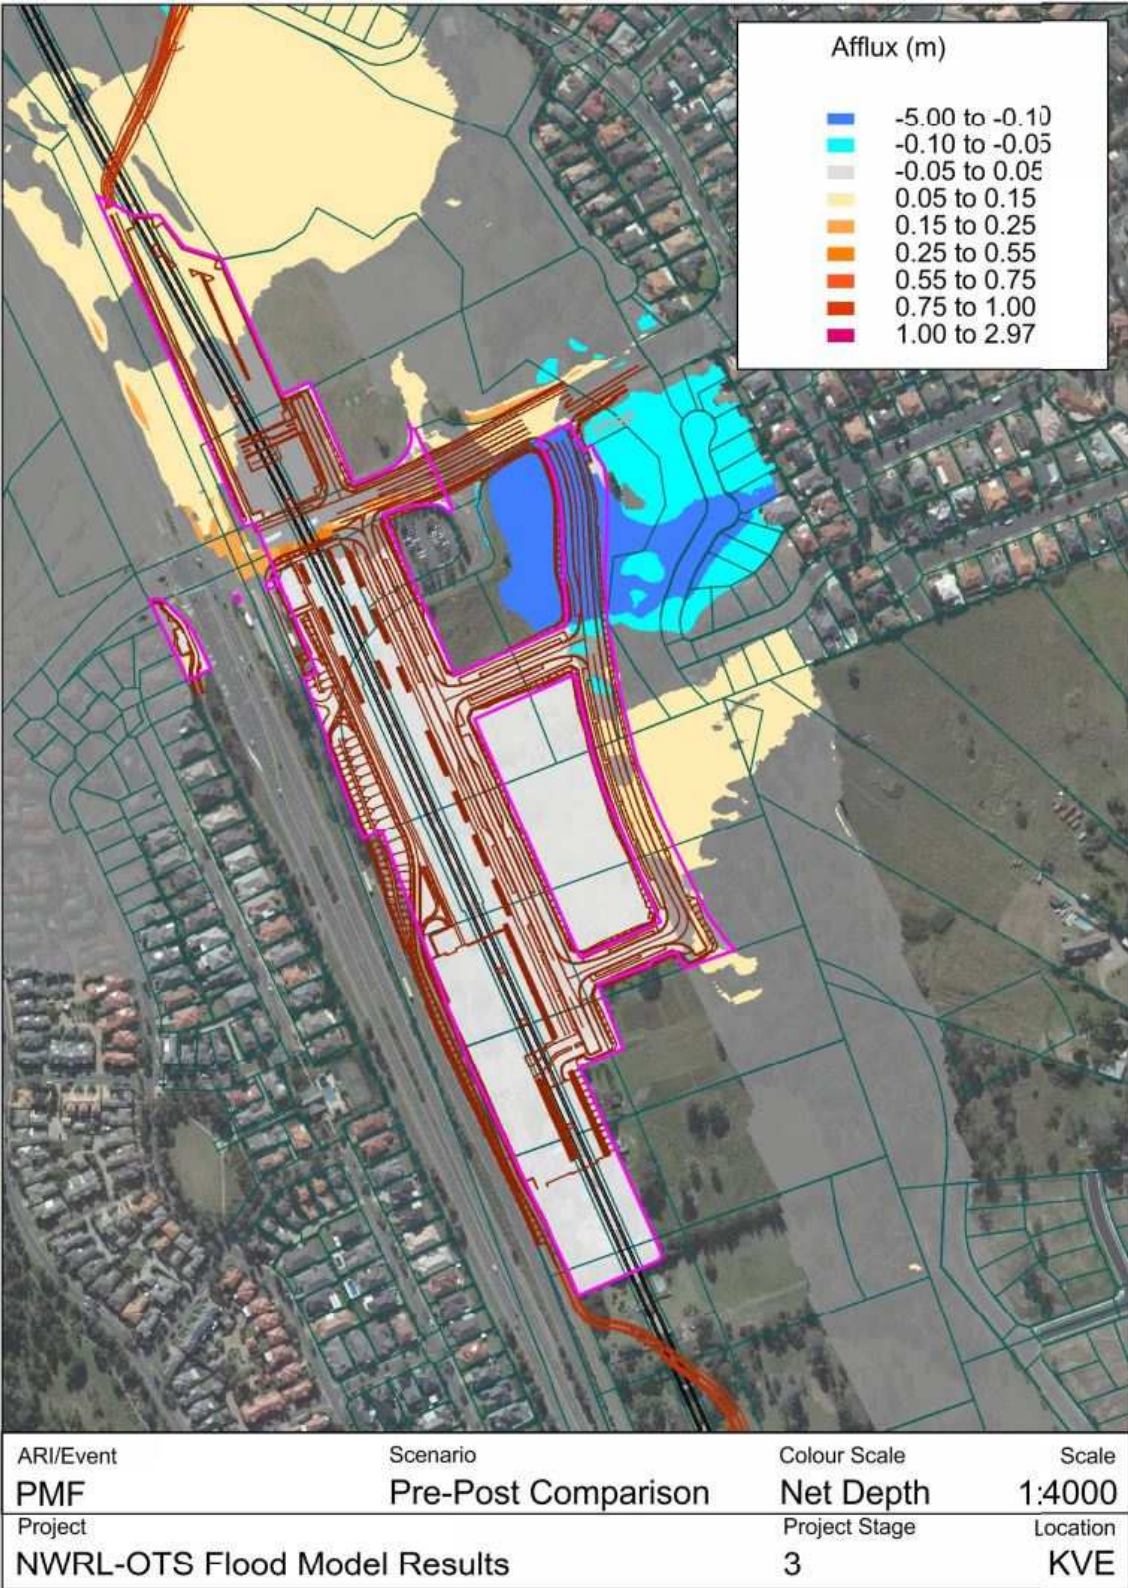 Afflux (m)
-5.00 to -0.10
-0.10 to -0.05
-0.05 to 0.05
0.05 to 0.15
0.15 to 0.25
0.25 to 0.55
0.55 to 0.75
0.75 to 1.00
1.00 to 2.97
ARI/Event Scenario Colour Scale Scale
PMF Pre-Post Comparison Net Depth 1:4000
Project Project Stage Location
NWRL-OTS Flood Model Results 3 KVE